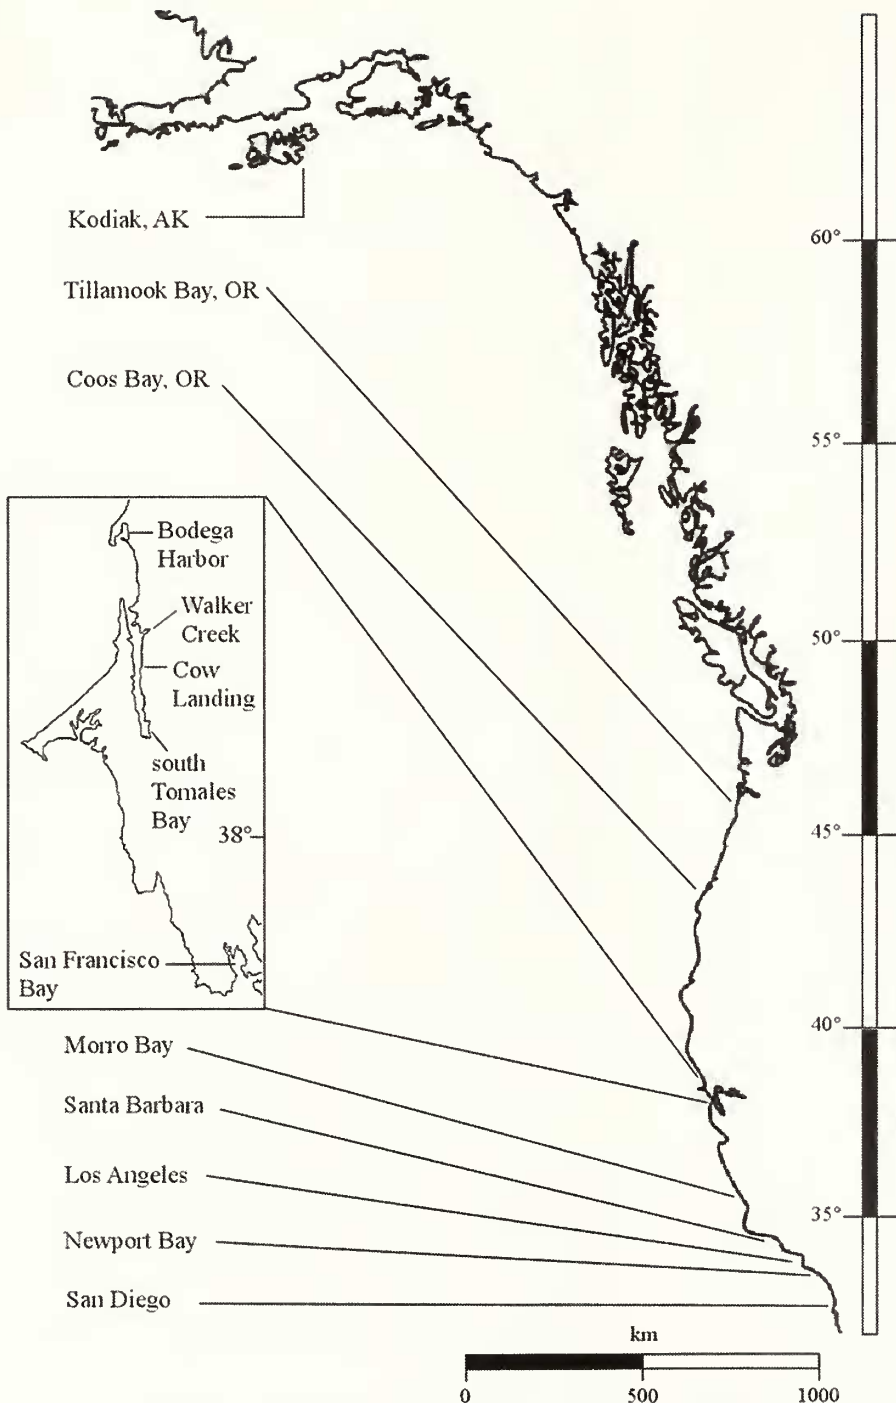 Kodiak, AK
Tillamook Bay, OR
Coos Bay, OR
Bodega
Harbor
Walker
Creek
Cow
Landing
south
Tomales
Bay
38°
San Francisco
Bay
Morro Bay
Santa Barbara
Los Angeles
Newport Bay
San Diego
60°
55°
50°
45°
40°
35°
km
0
500
1000